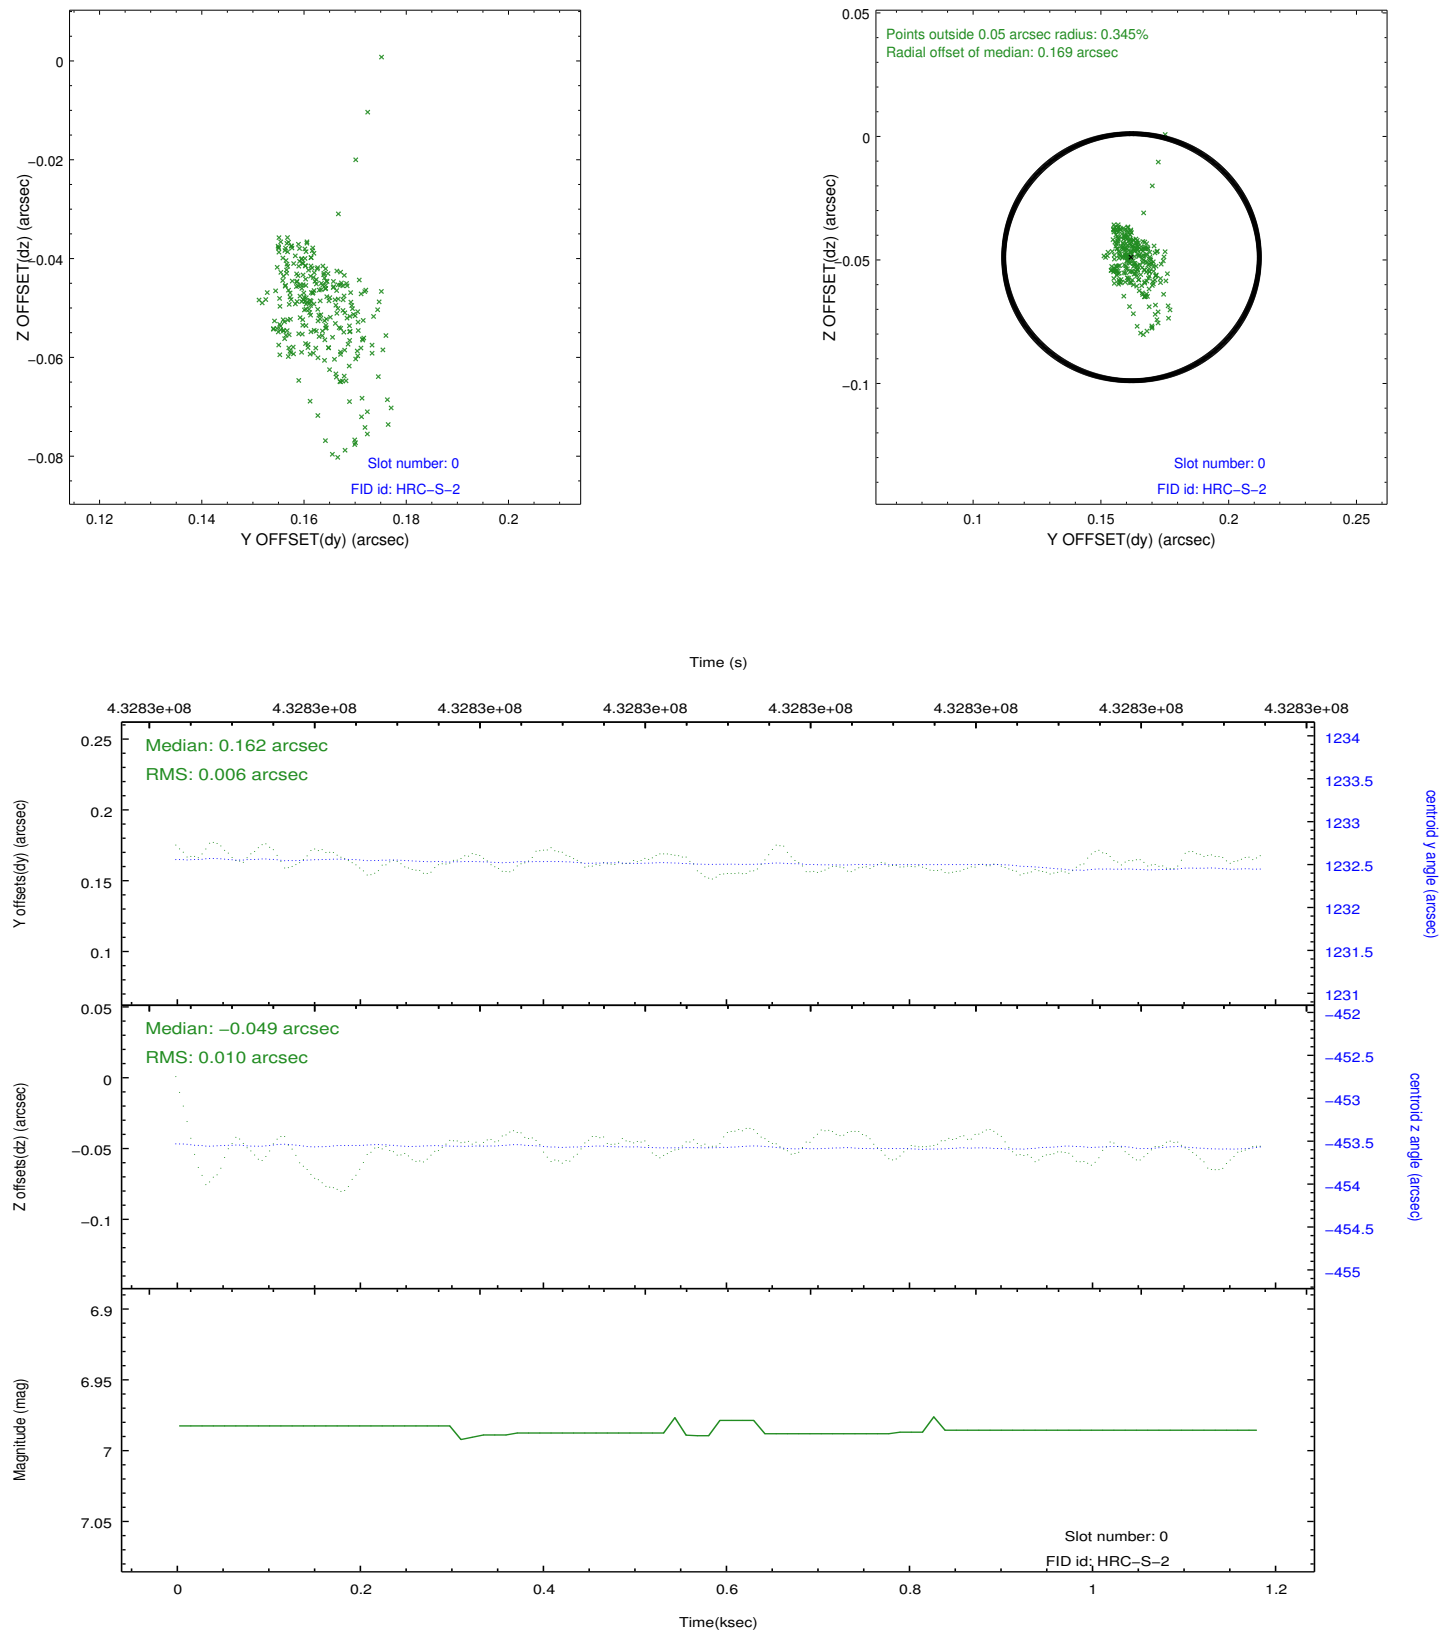 0
−0.02
−0.04
−0.06
−0.08
Z OFFSET(dz) (arcsec)
Slot number: 0
FID id: HRC−S−2
0.12 0.14 0.16 0.18 0.2
Y OFFSET(dy) (arcsec)
Points outside 0.05 arcsec radius: 0.345%
Radial offset of median: 0.169 arcsec
0.05
0
−0.05
−0.1
Z OFFSET(dz) (arcsec)
Slot number: 0
FID id: HRC−S−2
0.1 0.15 0.2 0.25
Y OFFSET(dy) (arcsec)
Time (s)
4.3283e+08 4.3283e+08 4.3283e+08 4.3283e+08 4.3283e+08 4.3283e+08 4.3283e+08 4.3283e+08
Median: 0.162 arcsec
RMS: 0.006 arcsec
0.25
0.2
0.15
0.1
Y offsets(dy) (arcsec)
1234
1233.5
1233
1232.5
1232
1231.5
1231
centroid y angle (arcsec)
Median: −0.049 arcsec
RMS: 0.010 arcsec
0.05
0
−0.05
−0.1
Z offsets(dz) (arcsec)
−452
−452.5
−453
−453.5
−454
−454.5
−455
centroid z angle (arcsec)
6.9
6.95
7
7.05
Magnitude (mag)
Slot number: 0
FID id: HRC−S−2
0 0.2 0.4 0.6 0.8 1 1.2
Time(ksec)